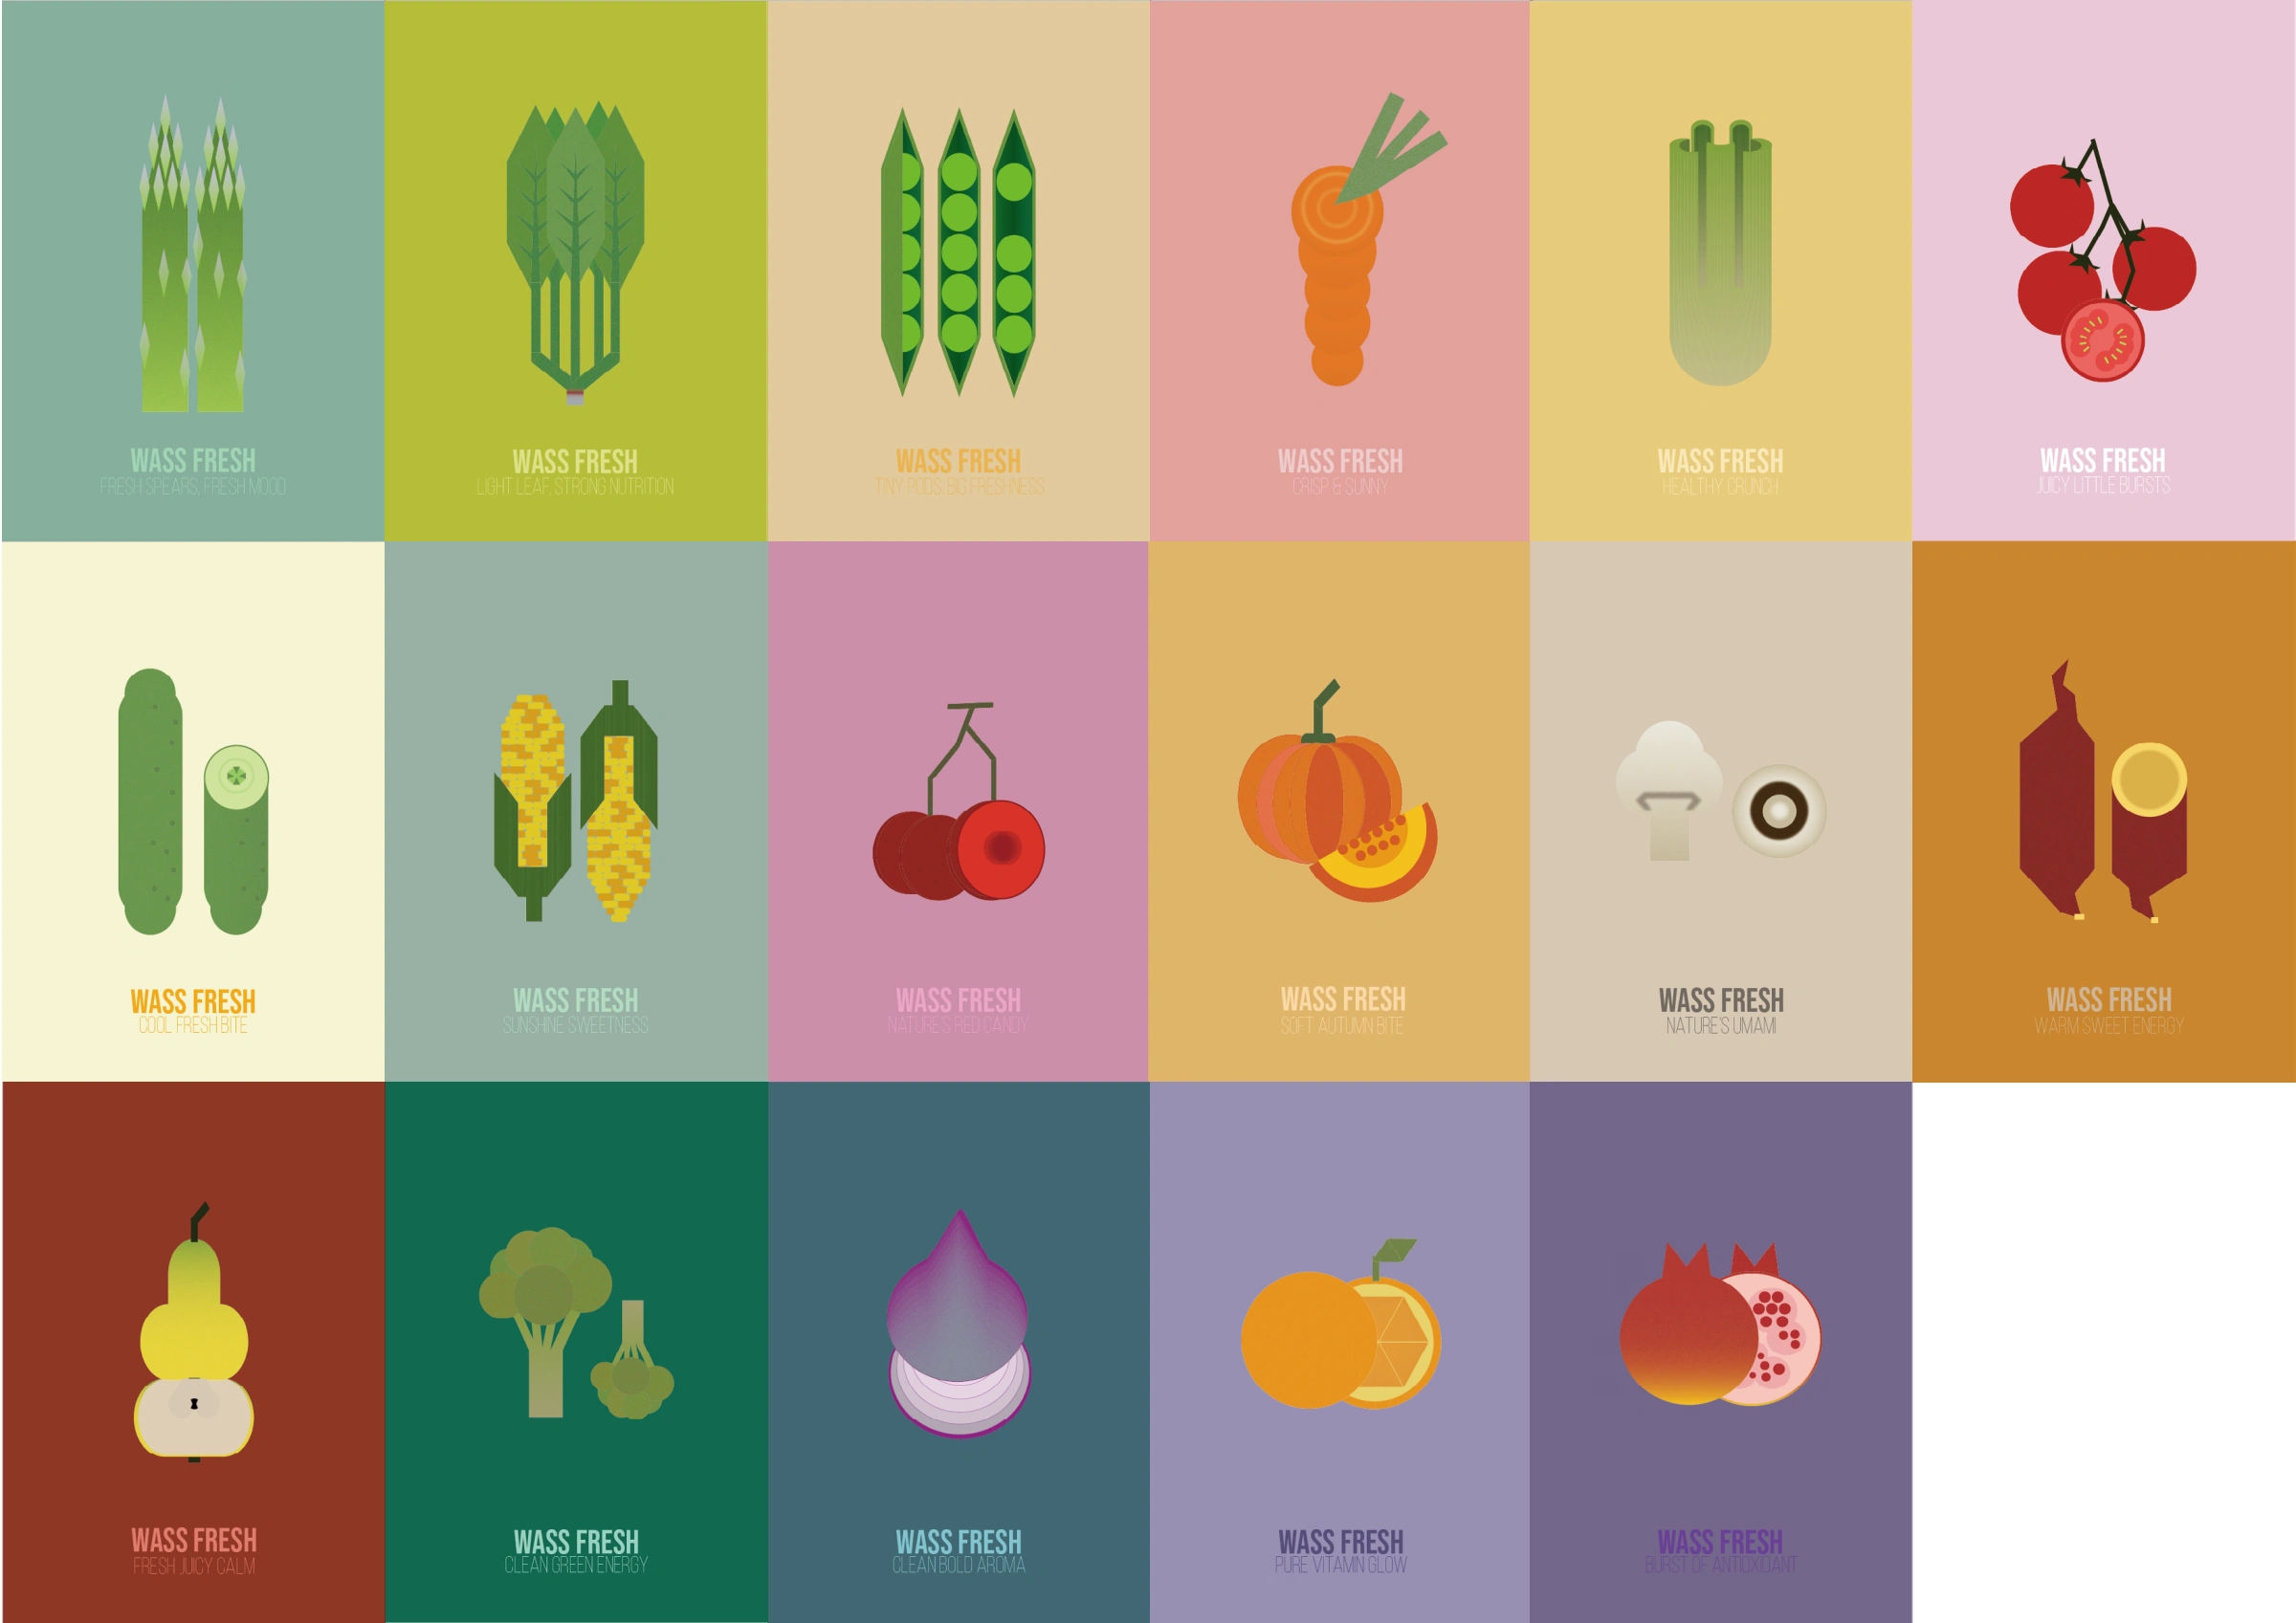 WASS FRESH
FRESH SPEARS, FRESH MOOD
WASS FRESH
LIGHT LEAF, STRONG NUTRITION
WASS FRESH
TINY PODS, BIG FRESHNESS
WASS FRESH
CRISP & SUNNY
WASS FRESH
HEALTHY CRUNCH
WASS FRESH
JUICY LITTLE BURSTS
WASS FRESH
COOL FRESH BITE
WASS FRESH
SUNSHINE SWEETNESS
WASS FRESH
NATURE'S RED CANDY
WASS FRESH
SOFT AUTUMN BITE
WASS FRESH
NATURE'S UMAMI
WASS FRESH
WARM SWEET ENERGY
WASS FRESH
FRESH JUICY CALM
WASS FRESH
CLEAN GREEN ENERGY
WASS FRESH
CLEAN BOLD AROMA
WASS FRESH
PURE VITAMIN GLOW
WASS FRESH
BURST OF ANTIOXIDANT